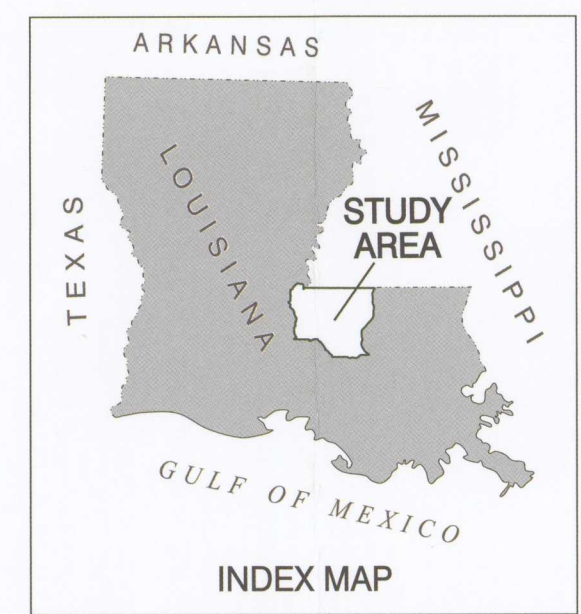 ARKANSAS
MISSISSIPPI
LOUISIANA
TEXAS
STUDY
AREA
GULF OF MEXICO
INDEX MAP